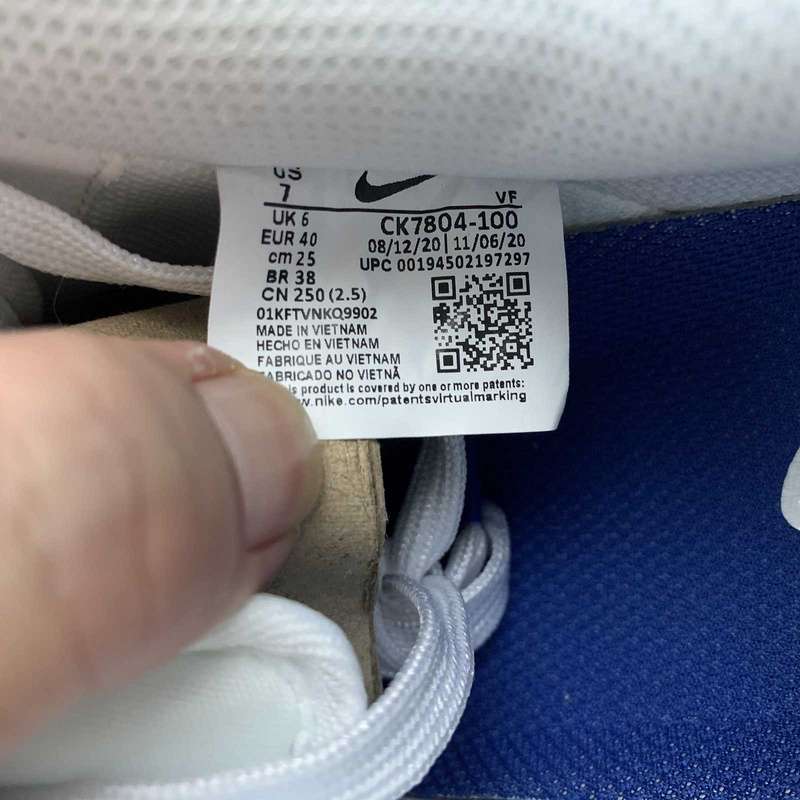 US
7
VF
UK 6
EUR 40
cm 25
BR 38
CN 250 (2.5)
CK7804-100
08/12/20 | 11/06/20
UPC 00194502197297
01KFTVNKQ9902
MADE IN VIETNAM
HECHO EN VIETNAM
FABRIQUE AU VIETNAM
FABRICADO NO VIETNÃ
is product is covered by one or more patents:
.nike.com/patentsvirtualmarking